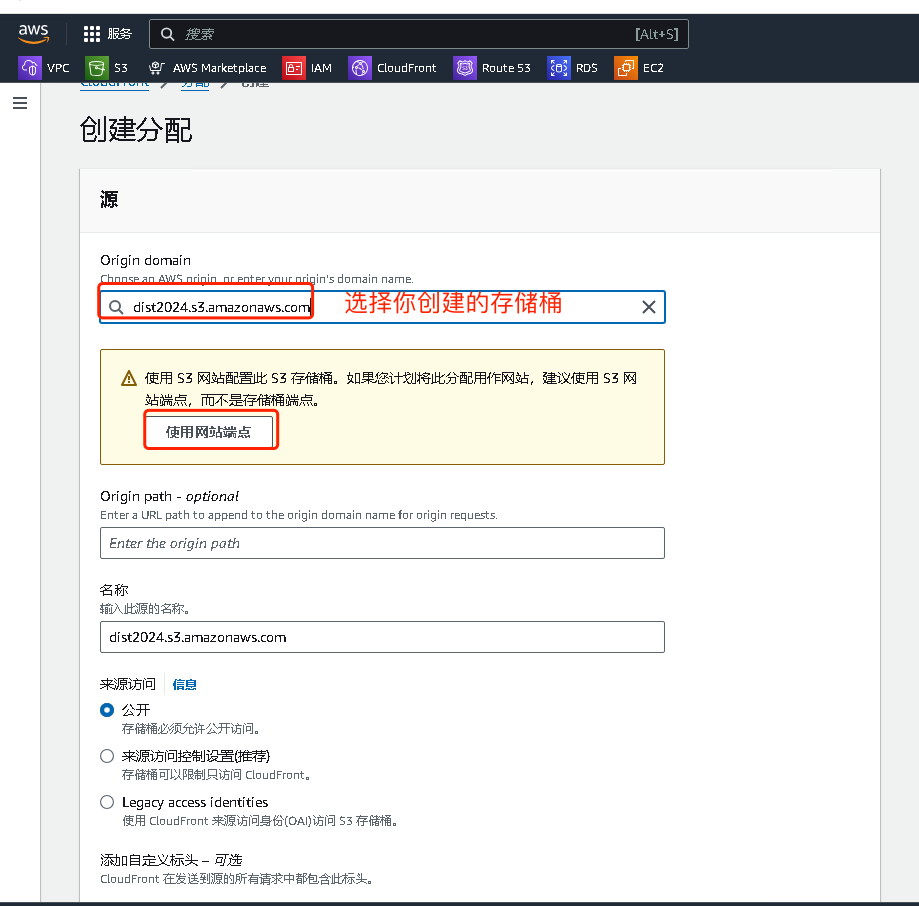 aws
服务
搜索
[Alt+S]
VPC
S3
AWS Marketplace
IAM
CloudFront
Route 53
RDS
EC2
CloudFront
分配
创建
创建分配
源
Origin domain
Choose an AWS origin, or enter your origin's domain name.
dist2024.s3.amazonaws.com
选择你创建的存储桶
使用 S3 网站配置此 S3 存储桶。如果您计划将此分配用作网站，建议使用 S3 网
站端点，而不是存储桶端点。
使用网站端点
Origin path - optional
Enter a URL path to append to the origin domain name for origin requests.
Enter the origin path
名称
输入此源的名称。
dist2024.s3.amazonaws.com
来源访问
信息
公开
存储桶必须允许公开访问。
来源访问控制设置(推荐)
存储桶可以限制只访问 CloudFront。
Legacy access identities
使用 CloudFront 来源访问身份(OAI)访问 S3 存储桶。
添加自定义标头 – 可选
CloudFront 在发送到源的所有请求中都包含此标头。